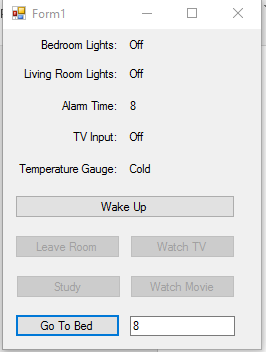 Form1
Bedroom Lights: Off
Living Room Lights: Off
Alarm Time: 8
TV Input: Off
Temperature Gauge: Cold
Wake Up
Leave Room Watch TV
Study Watch Movie
Go To Bed 8